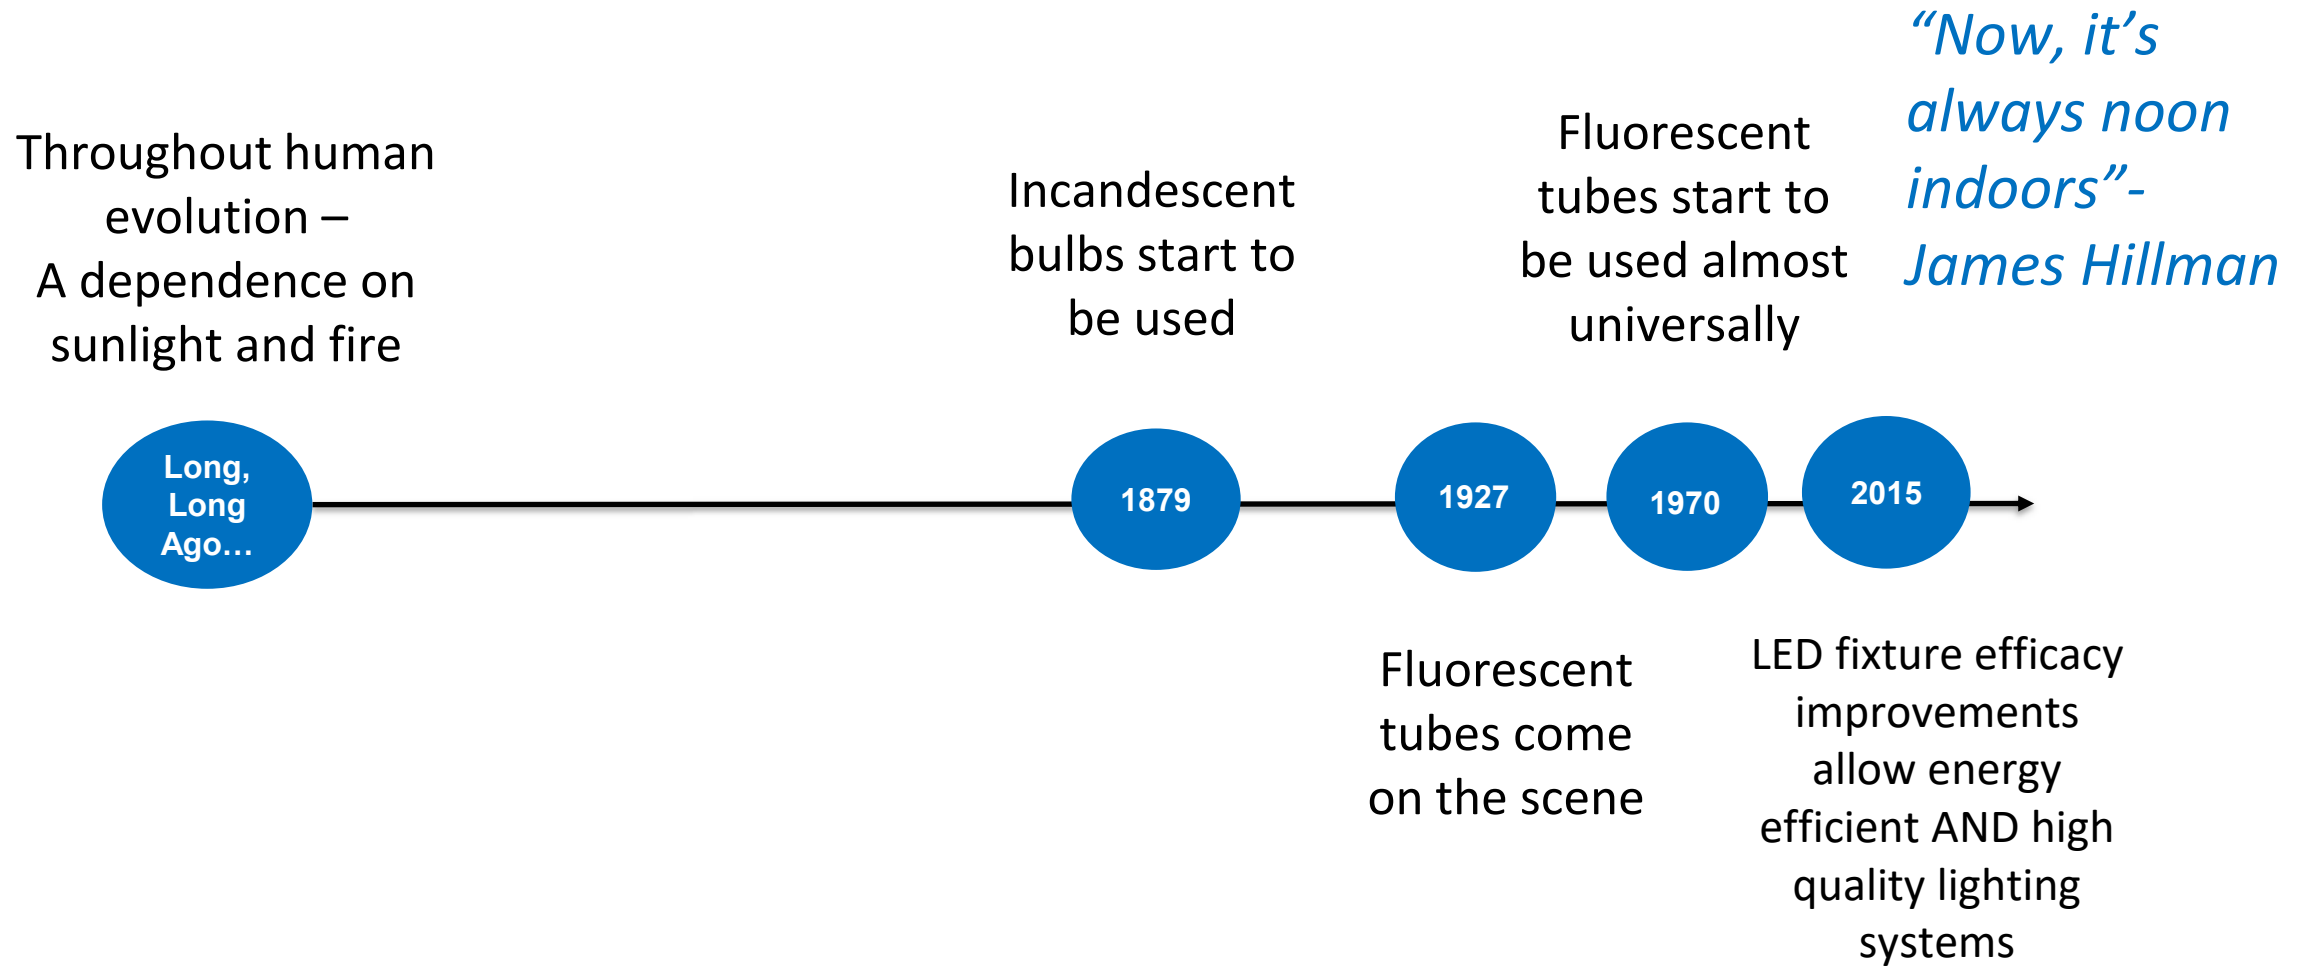 Throughout human
evolution –
A dependence on
sunlight and fire
Incandescent
bulbs start to
be used
Fluorescent
tubes start to
be used almost
universally
“Now, it’s
always noon
indoors”-
James Hillman
Long,
Long
Ago…
1879
1927
1970
2015
Fluorescent
tubes come
on the scene
LED fixture efficacy
improvements
allow energy
efficient AND high
quality lighting
systems